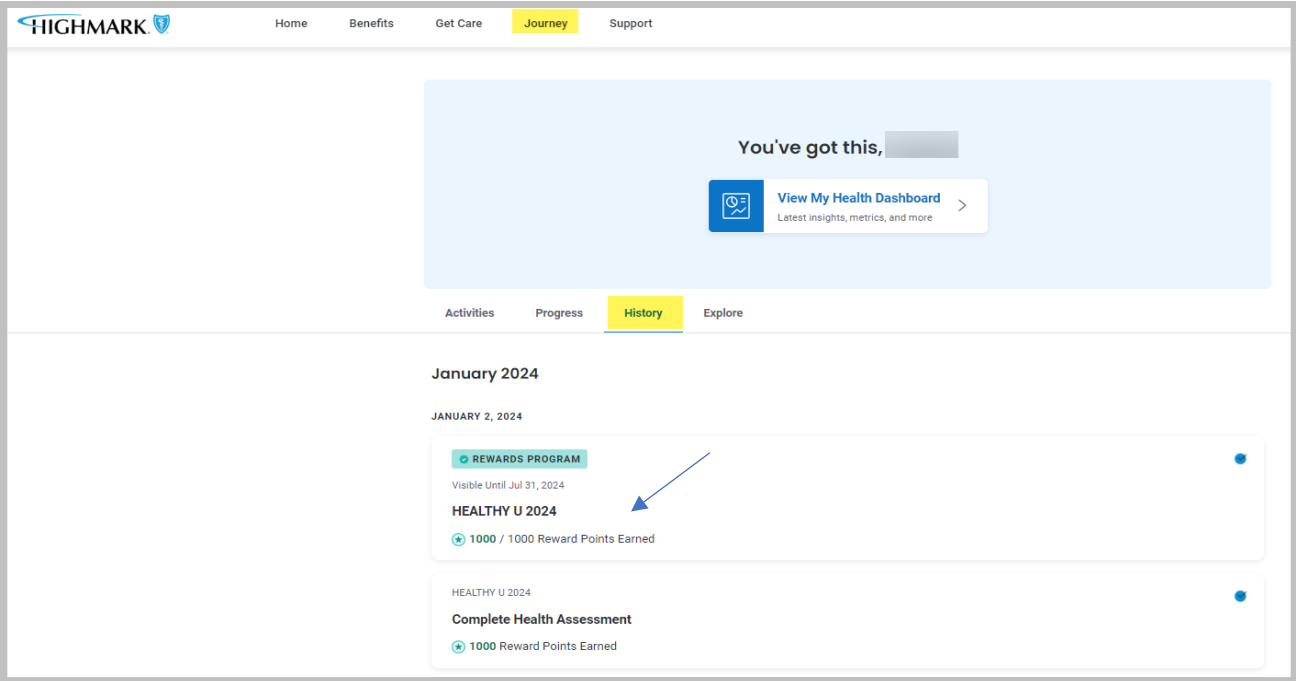 HIGHMARK.
Home Benefits Get Care Journey Support
You've got this,
View My Health Dashboard
Latest insights, metrics, and more
Activities Progress History Explore
January 2024
JANUARY 2, 2024
REWARDS PROGRAM
Visible Until Jul 31, 2024
HEALTHY U 2024
1000 / 1000 Reward Points Earned
HEALTHY U 2024
Complete Health Assessment
1000 Reward Points Earned